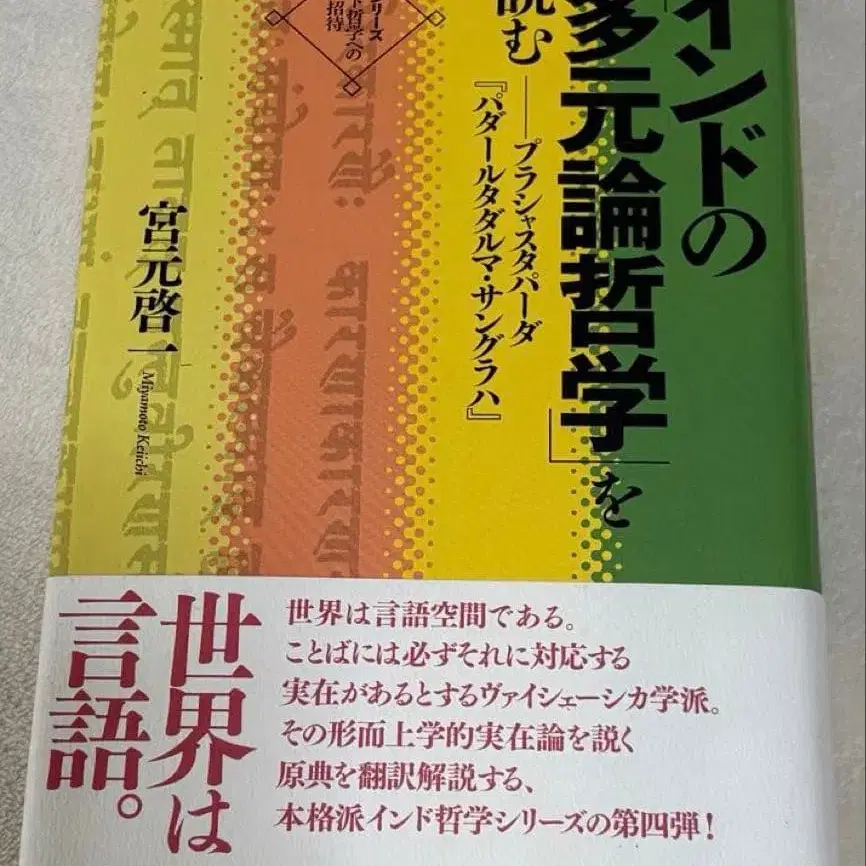 インドの
「多元論哲学」を
読む
プラシャスタパーダ
『パダールタダルマ・サングラハ』
シリーズ
ド哲学への
招待
宮元啓一
Miyamoto Keiichi
世界は
言語。
世界は言語空間である。
ことばには必ずそれに対応する
実在があるとするヴァイシェーシカ学派。
その形而上学的実在論を説く
原典を翻訳解説する、
本格派インド哲学シリーズの第四弾!